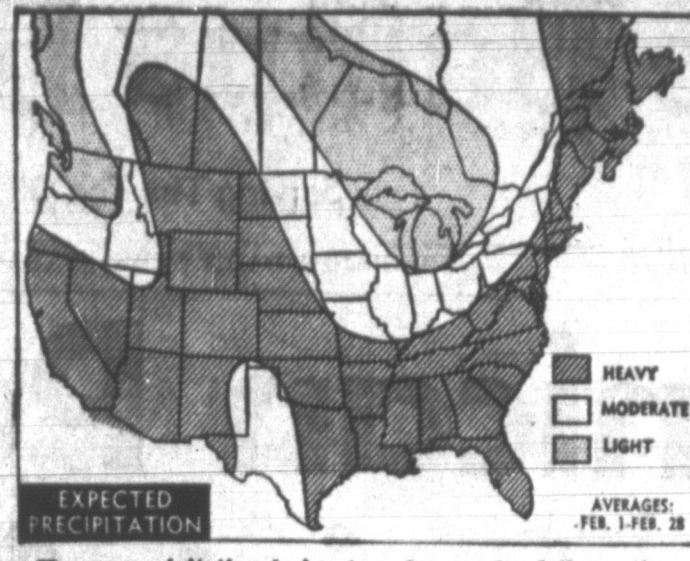 HEAVY
MODERATE
LIGHT
EXPECTED
PRECIPITATION
AVERAGES:
-FEB. 1-FEB. 28